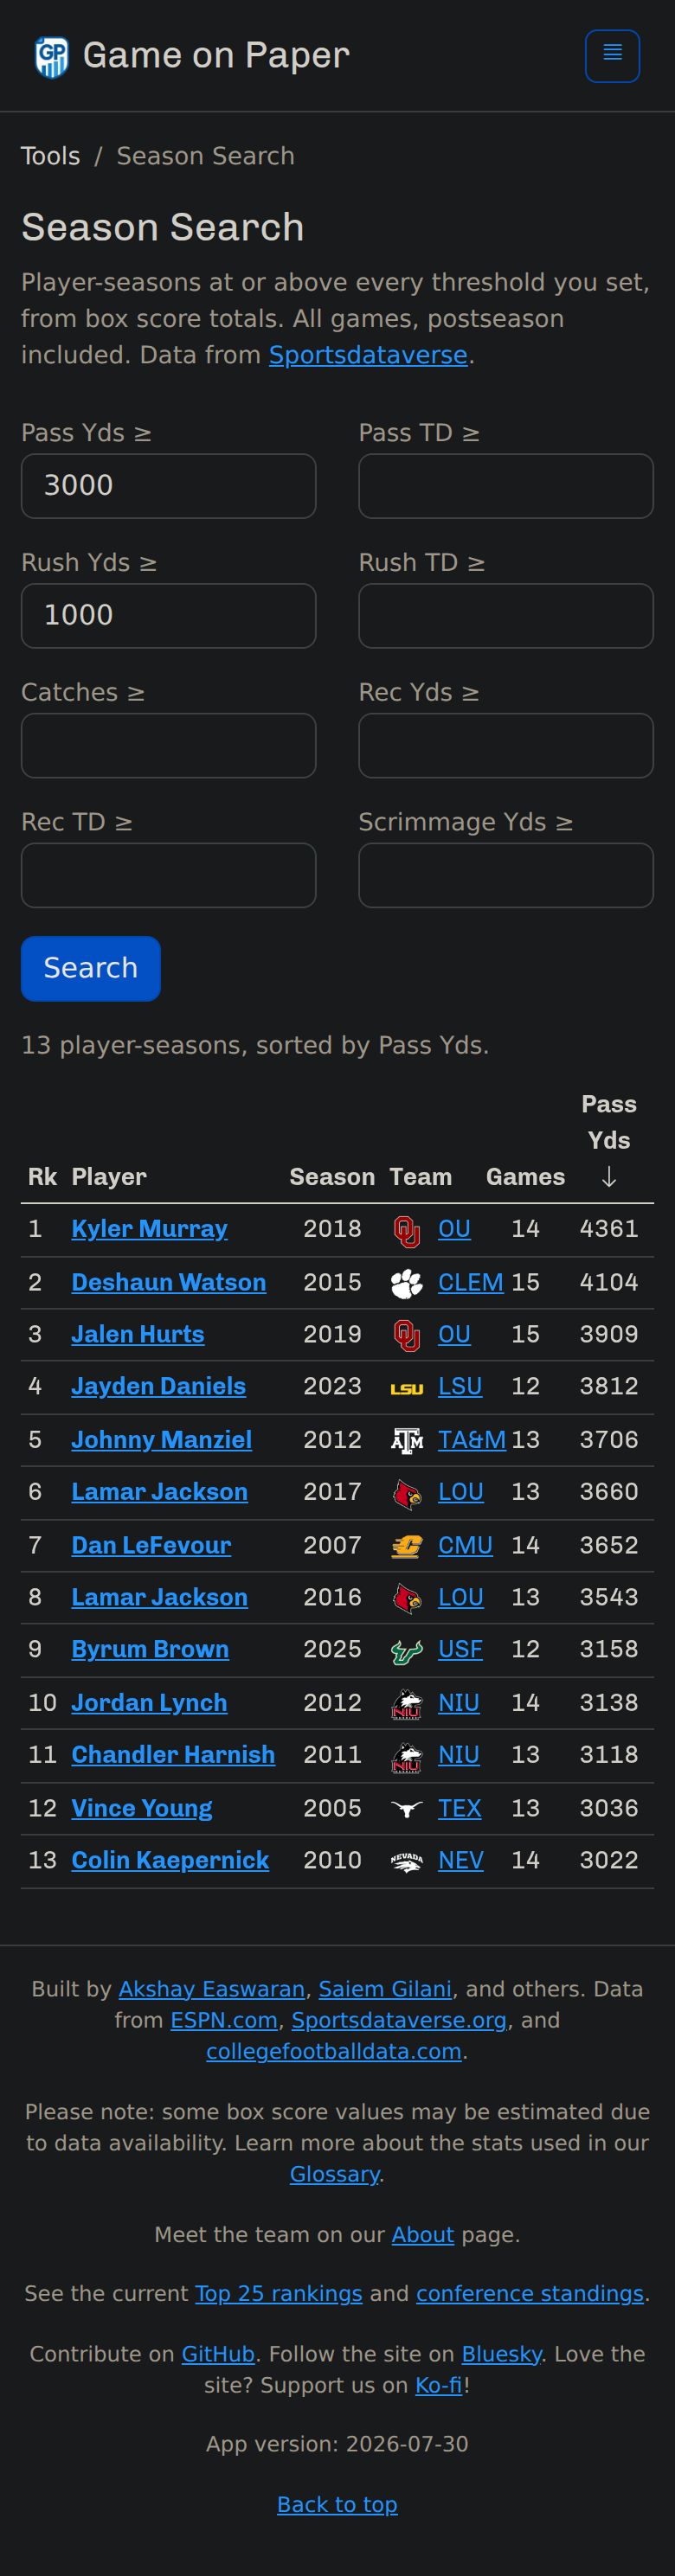 GP Game on Paper
Tools / Season Search
Season Search
Player-seasons at or above every threshold you set,
from box score totals. All games, postseason
included. Data from Sportsdataverse.
Pass Yds ≥ Pass TD ≥
3000
Rush Yds ≥ Rush TD ≥
1000
Catches ≥ Rec Yds ≥
Rec TD ≥ Scrimmage Yds ≥
Search
13 player-seasons, sorted by Pass Yds.
Pass
Yds
Rk Player Season Team Games ↓
1 Kyler Murray 2018 OU OU 14 4361
2 Deshaun Watson 2015 CLEM 15 4104
3 Jalen Hurts 2019 OU OU 15 3909
4 Jayden Daniels 2023 LSU LSU 12 3812
5 Johnny Manziel 2012 ATM TA&M 13 3706
6 Lamar Jackson 2017 LOU 13 3660
7 Dan LeFevour 2007 C CMU 14 3652
8 Lamar Jackson 2016 LOU 13 3543
9 Byrum Brown 2025 USF 12 3158
10 Jordan Lynch 2012 NIU NIU 14 3138
11 Chandler Harnish 2011 NIU NIU 13 3118
12 Vince Young 2005 TEX 13 3036
13 Colin Kaepernick 2010 NEVADA NEV 14 3022
Built by Akshay Easwaran, Saiem Gilani, and others. Data
from ESPN.com, Sportsdataverse.org, and
collegefootballdata.com.
Please note: some box score values may be estimated due
to data availability. Learn more about the stats used in our
Glossary.
Meet the team on our About page.
See the current Top 25 rankings and conference standings.
Contribute on GitHub. Follow the site on Bluesky. Love the
site? Support us on Ko-fi!
App version: 2026-07-30
Back to top